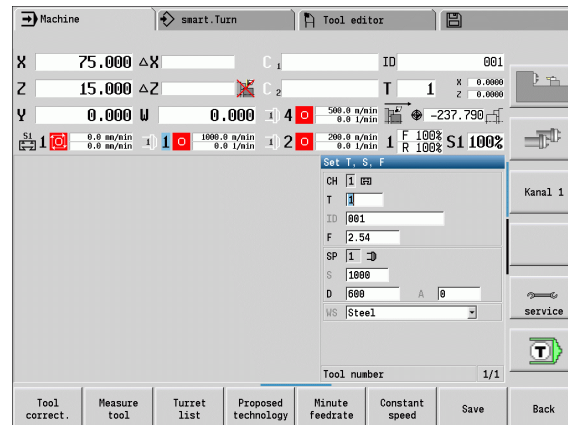 Machine smart.Turn Tool editor
X 75.000 ΔX C 1 ID 001
Z 15.000 ΔZ C 2 T 1 X 0.0000
Z 0.0000
Y 0.000 U 0.000 4 500.0 m/min
0.0 1/min -237.790
S1 1 0.0 mm/min
0.0 mm/min 1 1000.0 m/min
0.0 1/min 2 200.0 m/min
0.0 1/min 1 F 100%
R 100% S1 100%
Set T, S, F
CH 1
T 1
ID 001
F 2.54
SP 1
S 1000
D 600 A 0
WS Steel
Tool number 1/1
Kanal 1
service
T
Tool
correct.
Measure
tool
Turret
list
Proposed
technology
Minute
feedrate
Constant
speed
Save
Back